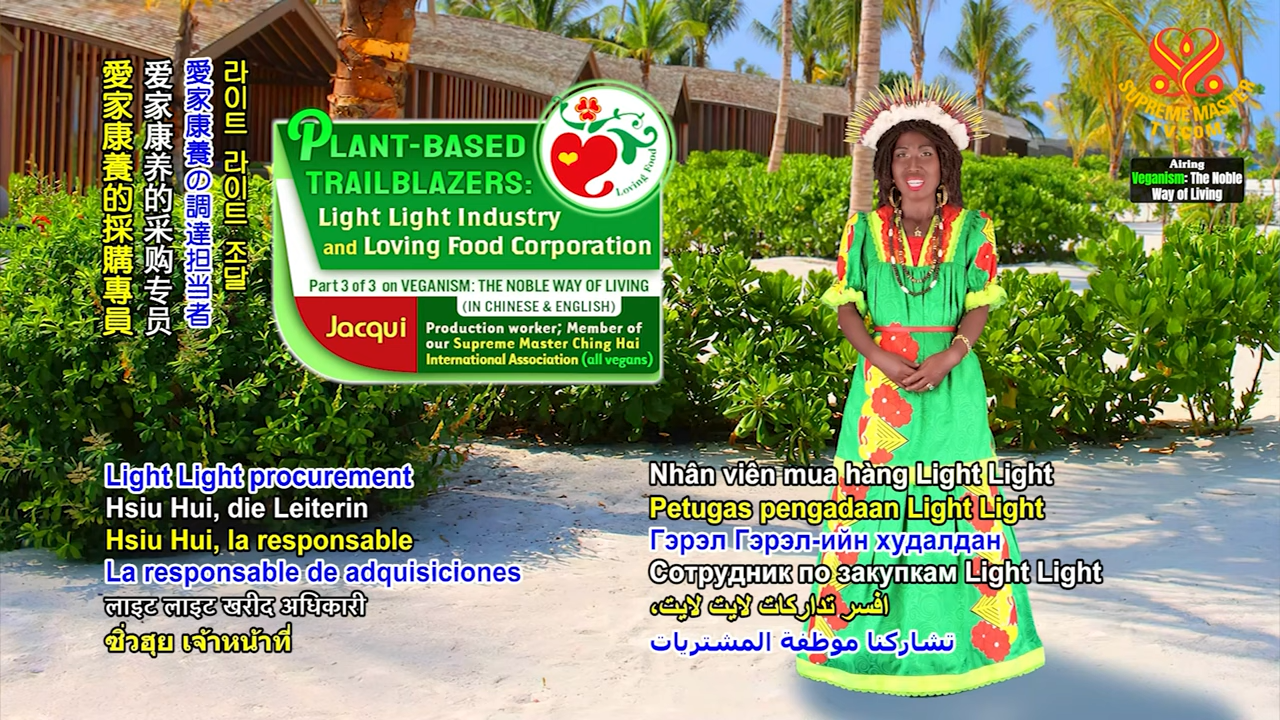 愛家康養的採購專員
爱家康养的采购专员
愛家康養の調達担当者
라이트 라이트 조달
PLANT-BASED
TRAILBLAZERS:
Light Light Industry
and Loving Food Corporation
Loving Food
Part 3 of 3 on VEGANISM: THE NOBLE WAY OF LIVING
(IN CHINESE & ENGLISH)
Jacqui
Production worker; Member of
our Supreme Master Ching Hai
International Association (all vegans)
SUPREME MASTER
TV.COM
Airing
Veganism: The Noble
Way of Living
Light Light procurement
Hsiu Hui, die Leiterin
Hsiu Hui, la responsable
La responsable de adquisiciones
लाइट लाइट खरीद अधिकारी
ซิ่วฮุย เจ้าหน้าที่
Nhân viên mua hàng Light Light
Petugas pengadaan Light Light
Гэрэл Гэрэл-ийн худалдан
Сотрудник по закупкам Light Light
افسر تدارکات لایت لایت،
تشاركنا موظفة المشتريات